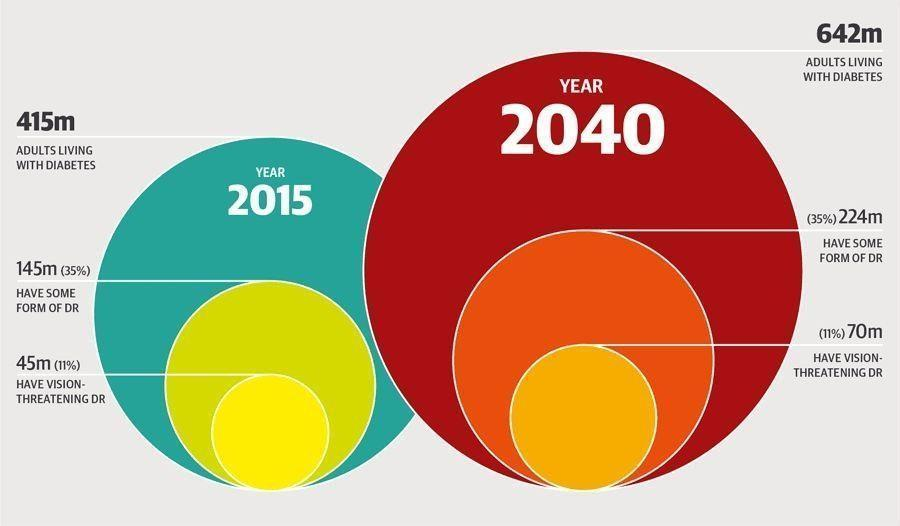 415m
ADULTS LIVING
WITH DIABETES
145m (35%)
HAVE SOME
FORM OF DR
45m (11%)
HAVE VISION-
THREATENING DR
YEAR
2015
YEAR
2040
642m
ADULTS LIVING
WITH DIABETES
(35%) 224m
HAVE SOME
FORM OF DR
(11%) 70m
HAVE VISION-
THREATENING DR